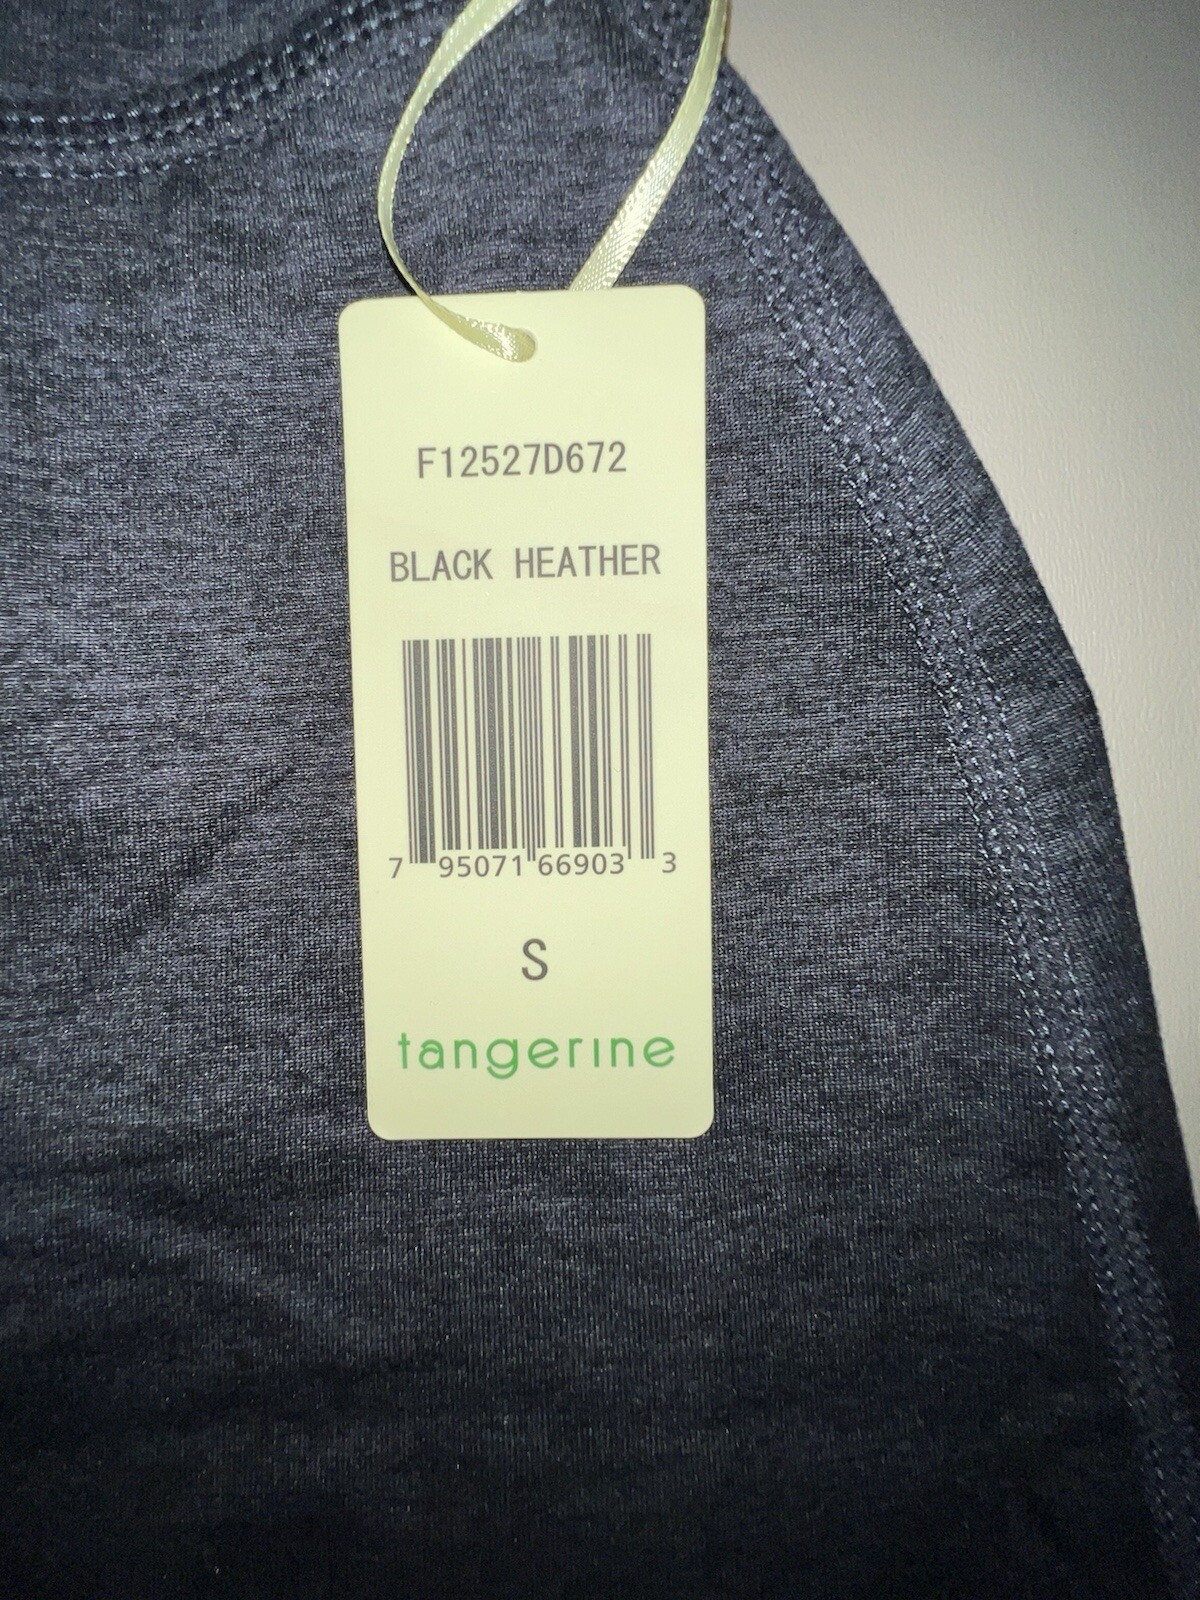 F12527D672
BLACK HEATHER
7 95071 66903 3
S
tangerine